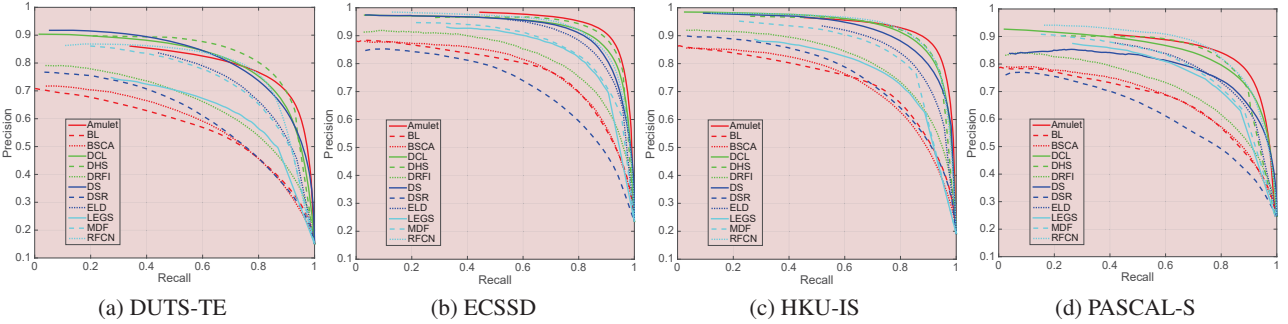 Precision
1
0.9
0.8
0.7
0.6
0.5
0.4
0.3
0.2
0.1
Amulet
BL
BSCA
DCL
DHS
DRFI
DS
DSR
ELD
LEGS
MDF
RFCN
0 0.2 0.4 0.6 0.8 1
Recall
(a) DUTS-TE
Precision
1
0.9
0.8
0.7
0.6
0.5
0.4
0.3
0.2
0.1
Amulet
BL
BSCA
DCL
DHS
DRFI
DS
DSR
ELD
LEGS
MDF
RFCN
0 0.2 0.4 0.6 0.8 1
Recall
(b) ECSSD
Precision
1
0.9
0.8
0.7
0.6
0.5
0.4
0.3
0.2
0.1
Amulet
BL
BSCA
DCL
DHS
DRFI
DS
DSR
ELD
LEGS
MDF
RFCN
0 0.2 0.4 0.6 0.8 1
Recall
(c) HKU-IS
Precision
1
0.9
0.8
0.7
0.6
0.5
0.4
0.3
0.2
0.1
Amulet
BL
BSCA
DCL
DHS
DRFI
DS
DSR
ELD
LEGS
MDF
RFCN
0 0.2 0.4 0.6 0.8 1
Recall
(d) PASCAL-S